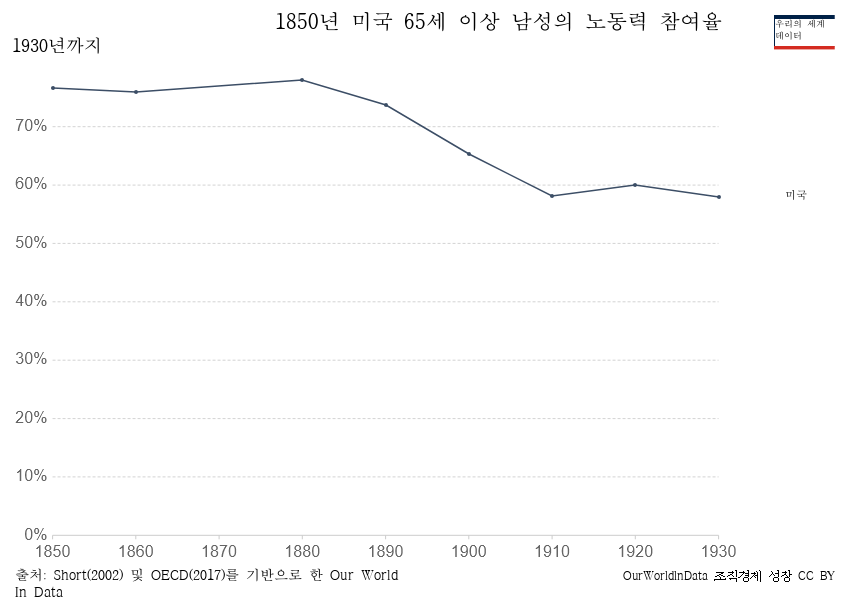 1850년 미국 65세 이상 남성의 노동력 참여율
1930년까지
우리의 세계
데이터
70%
60%
미국
50%
40%
30%
20%
10%
0%
1850 1860 1870 1880 1890 1900 1910 1920 1930
출처: Short(2002) 및 OECD(2017)를 기반으로 한 Our World
In Data
OurWorldInData 조직경제 성장 CC BY